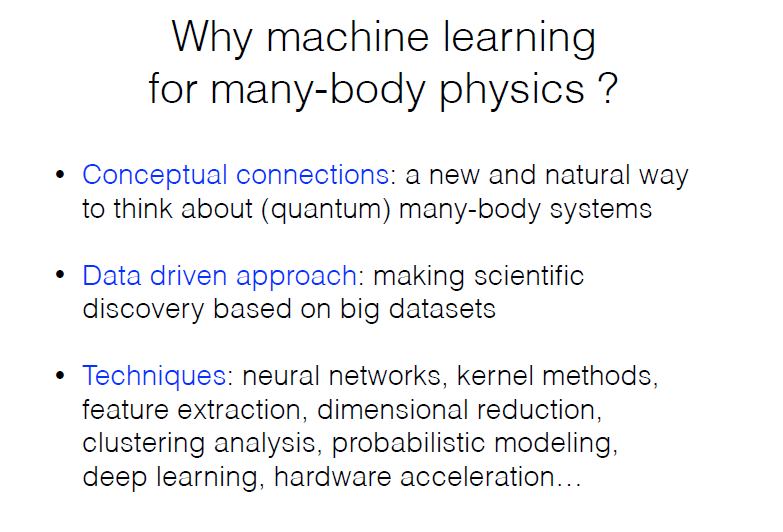 Why machine learning
for many-body physics ?
• Conceptual connections: a new and natural way
to think about (quantum) many-body systems
• Data driven approach: making scientific
discovery based on big datasets
• Techniques: neural networks, kernel methods,
feature extraction, dimensional reduction,
clustering analysis, probabilistic modeling,
deep learning, hardware acceleration…